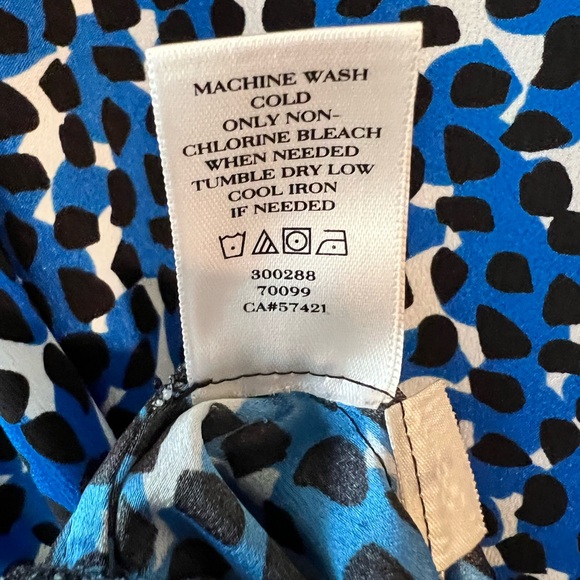 MACHINE WASH
COLD
ONLY NON-
CHLORINE BLEACH
WHEN NEEDED
TUMBLE DRY LOW
COOL IRON
IF NEEDED
300288
70099
CA#57421